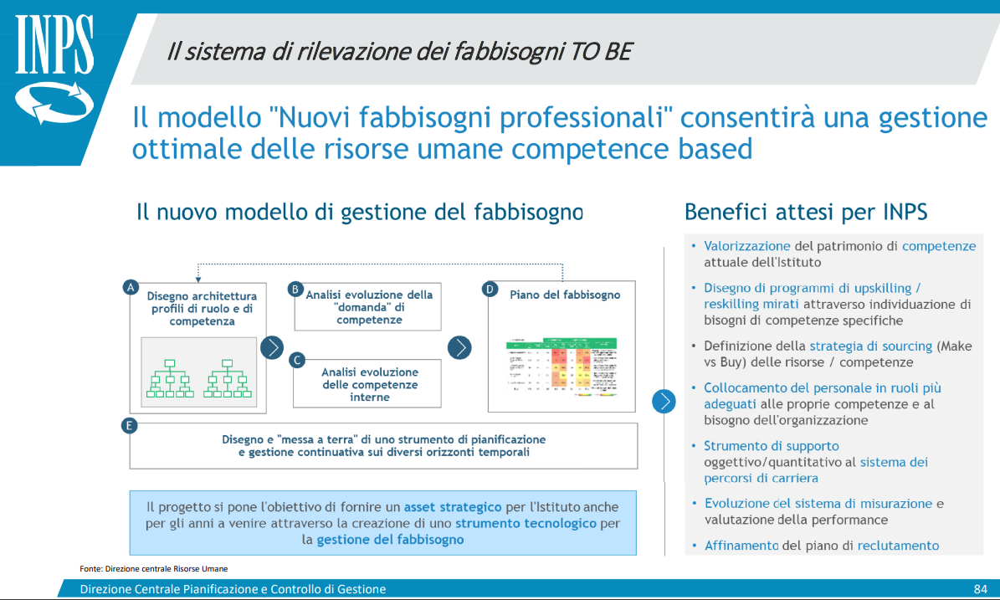 INPS
Il sistema di rilevazione dei fabbisogni TO BE
Il modello "Nuovi fabbisogni professionali" consentirà una gestione
ottimale delle risorse umane competence based
Il nuovo modello di gestione del fabbisogno
A
Disegno architettura
profili di ruolo e di
competenza
B
Analisi evoluzione della
"domanda" di
competenze
C
Analisi evoluzione
delle competenze
interne
D
Piano del fabbisogno
E
Disegno e "messa a terra" di uno strumento di pianificazione
e gestione continuativa sui diversi orizzonti temporali
Il progetto si pone l'obiettivo di fornire un asset strategico per l'Istituto anche
per gli anni a venire attraverso la creazione di uno strumento tecnologico per
la gestione del fabbisogno
Benefici attesi per INPS
• Valorizzazione del patrimonio di competenze
attuale dell'Istituto
• Disegno di programmi di upskilling /
reskilling mirati attraverso individuazione di
bisogni di competenze specifiche
• Definizione della strategia di sourcing (Make
vs Buy) delle risorse / competenze
• Collocamento del personale in ruoli più
adeguati alle proprie competenze e al
bisogno dell'organizzazione
• Strumento di supporto
oggettivo/quantitativo al sistema dei
percorsi di carriera
• Evoluzione del sistema di misurazione e
valutazione della performance
• Affinamento del piano di reclutamento
Fonte: Direzione centrale Risorse Umane
Direzione Centrale Pianificazione e Controllo di Gestione
84